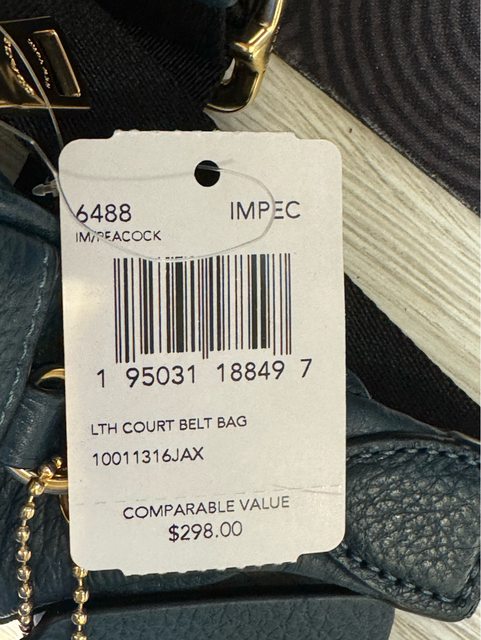 6488 IMPEC
IM/PEACOCK
1 95031 18849 7
LTH COURT BELT BAG
10011316JAX
COMPARABLE VALUE
$298.00